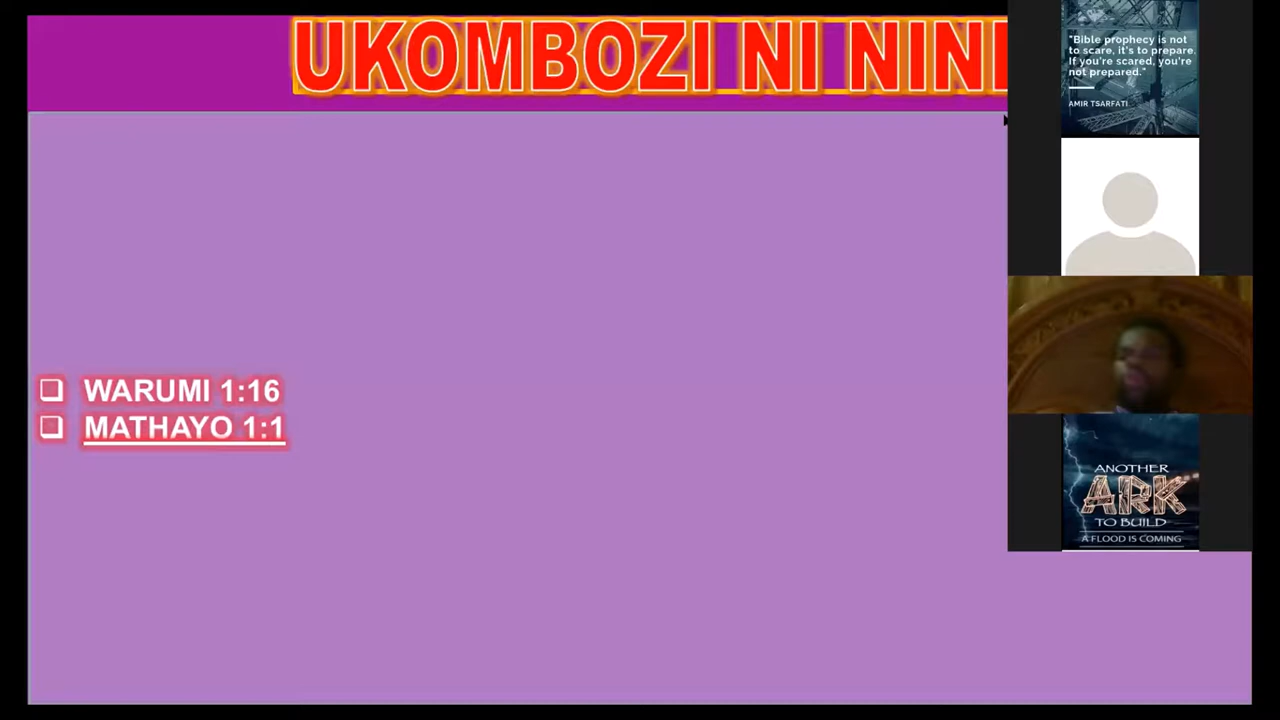 UKOMBOZI NI NINI
WARUMI 1:16
MATHAYO 1:1
"Bible prophecy is not
to scare, it's to prepare.
If you're scared, you're
not prepared."
AMIR TSARFATI
ANOTHER
ARK
TO BUILD
A FLOOD IS COMING